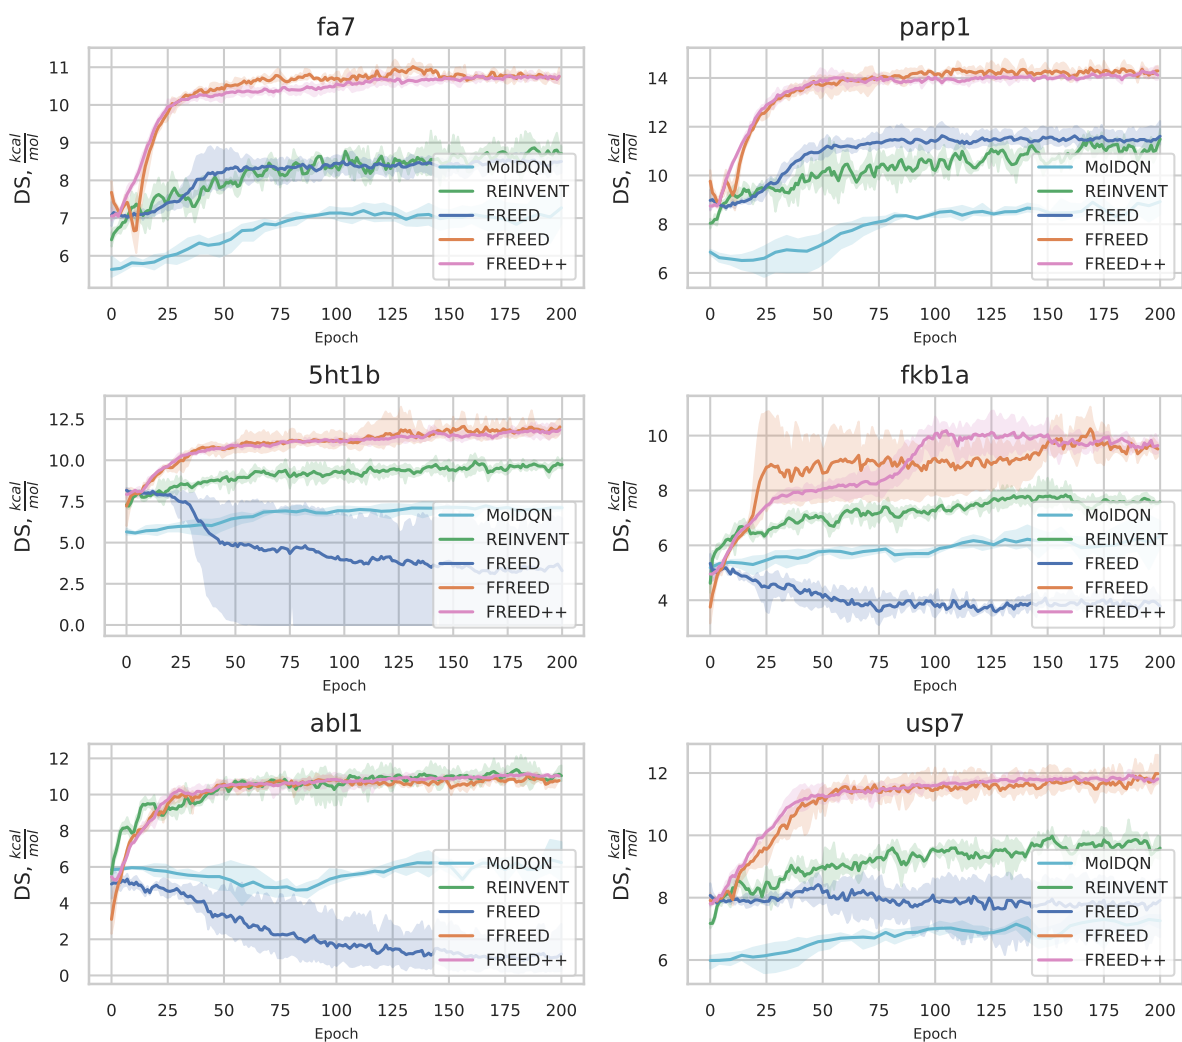 fa7
11
10
9
8
7
6
DS, kcal/mol
MolDQN
REINVENT
FREED
FFREED
FREED++
0 25 50 75 100 125 150 175 200
Epoch
parp1
14
12
10
8
6
DS, kcal/mol
MolDQN
REINVENT
FREED
FFREED
FREED++
0 25 50 75 100 125 150 175 200
Epoch
5ht1b
12.5
10.0
7.5
5.0
2.5
0.0
DS, kcal/mol
MolDQN
REINVENT
FREED
FFREED
FREED++
0 25 50 75 100 125 150 175 200
Epoch
fkb1a
10
8
6
4
DS, kcal/mol
MolDQN
REINVENT
FREED
FFREED
FREED++
0 25 50 75 100 125 150 175 200
Epoch
abl1
12
10
8
6
4
2
0
DS, kcal/mol
MolDQN
REINVENT
FREED
FFREED
FREED++
0 25 50 75 100 125 150 175 200
Epoch
usp7
12
10
8
6
DS, kcal/mol
MolDQN
REINVENT
FREED
FFREED
FREED++
0 25 50 75 100 125 150 175 200
Epoch